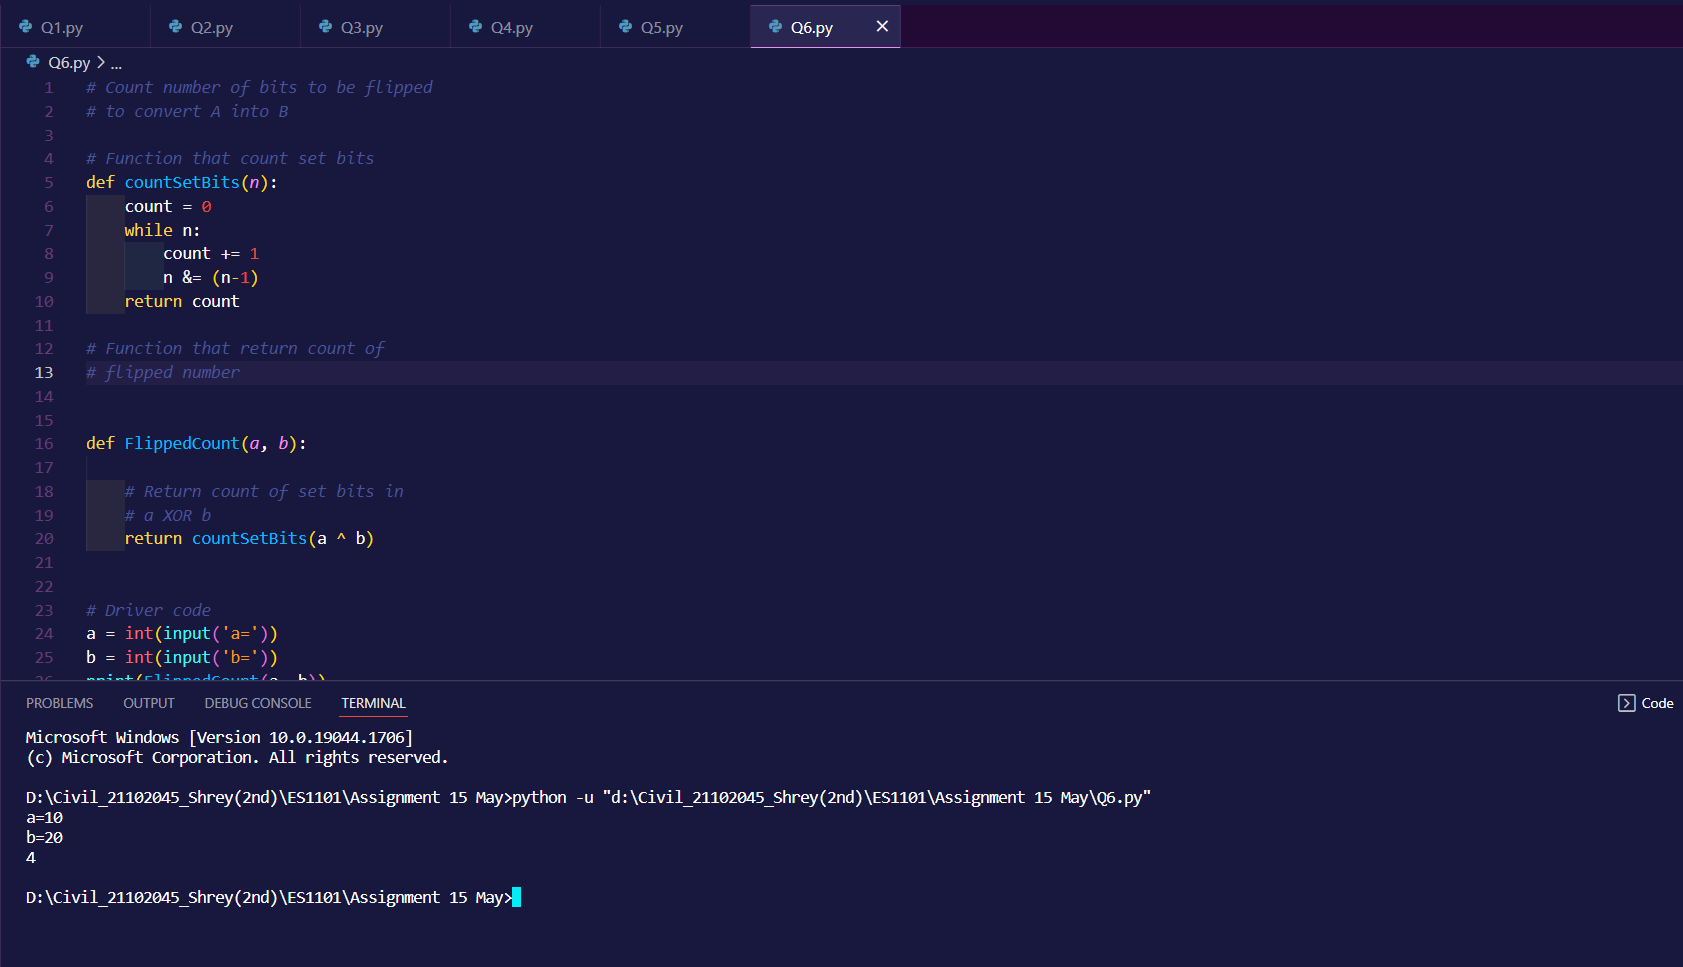 Q1.py Q2.py Q3.py Q4.py Q5.py Q6.py ✕
Q6.py > ...
1 # Count number of bits to be flipped
2 # to convert A into B
3
4 # Function that count set bits
5 def countSetBits(n):
6     count = 0
7     while n:
8         count += 1
9         n &= (n-1)
10     return count
11
12 # Function that return count of
13 # flipped number
14
15
16 def FlippedCount(a, b):
17
18     # Return count of set bits in
19     # a XOR b
20     return countSetBits(a ^ b)
21
22
23 # Driver code
24 a = int(input('a='))
25 b = int(input('b='))
26 print(FlippedCount(a, b))
PROBLEMS OUTPUT DEBUG CONSOLE TERMINAL Code
Microsoft Windows [Version 10.0.19044.1706]
(c) Microsoft Corporation. All rights reserved.
D:\Civil_21102045_Shrey(2nd)\ES1101\Assignment 15 May>python -u "d:\Civil_21102045_Shrey(2nd)\ES1101\Assignment 15 May\Q6.py"
a=10
b=20
4
D:\Civil_21102045_Shrey(2nd)\ES1101\Assignment 15 May>